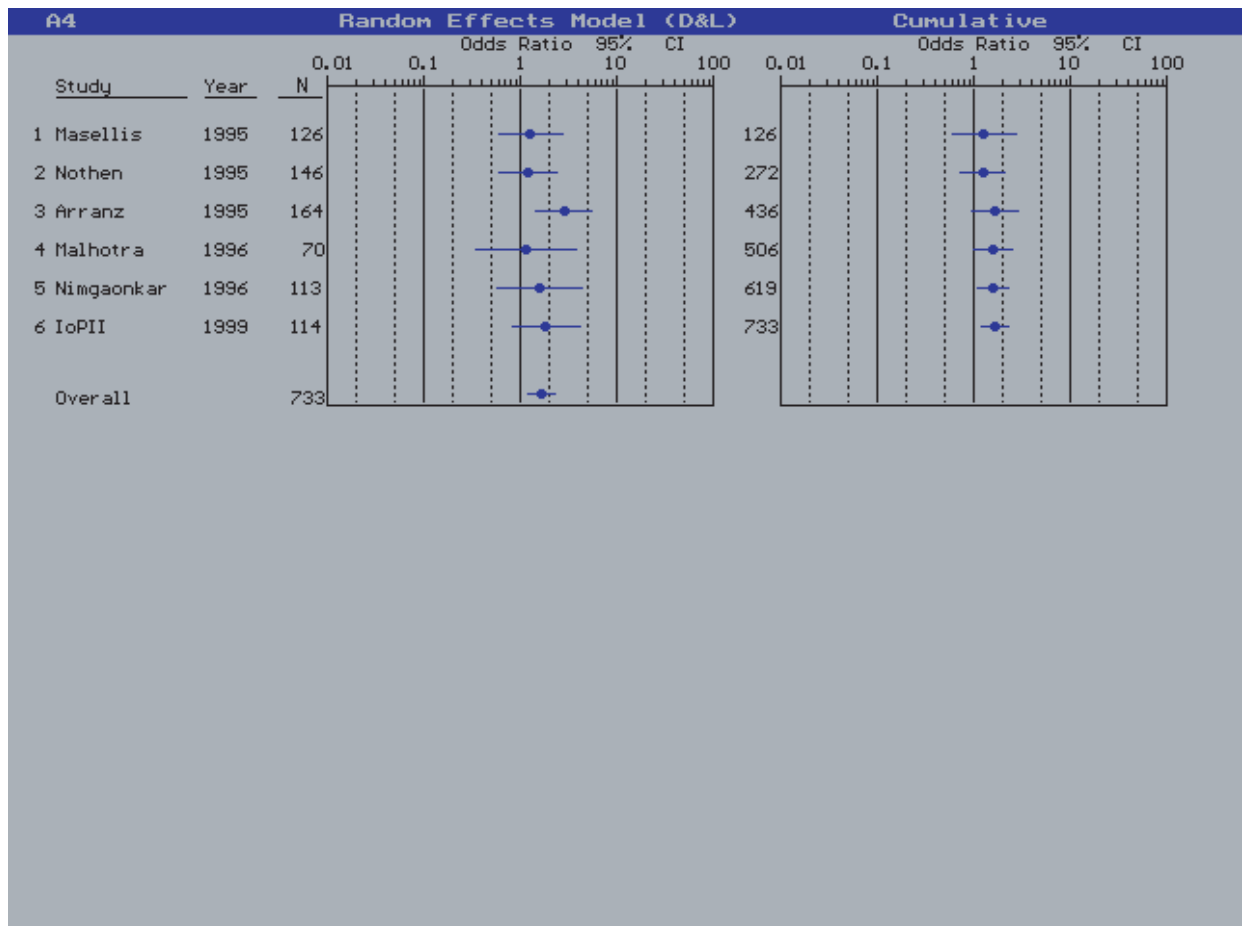 A4 Random Effects Model (D&L) Cumulative
Odds Ratio 95% CI Odds Ratio 95% CI
0.01 0.1 1 10 100 0.01 0.1 1 10 100
Study Year N
1 Masellis 1995 126 126
2 Nothen 1995 146 272
3 Arranz 1995 164 436
4 Malhotra 1996 70 506
5 Nimgaonkar 1996 113 619
6 IoPII 1999 114 733
Overall 733